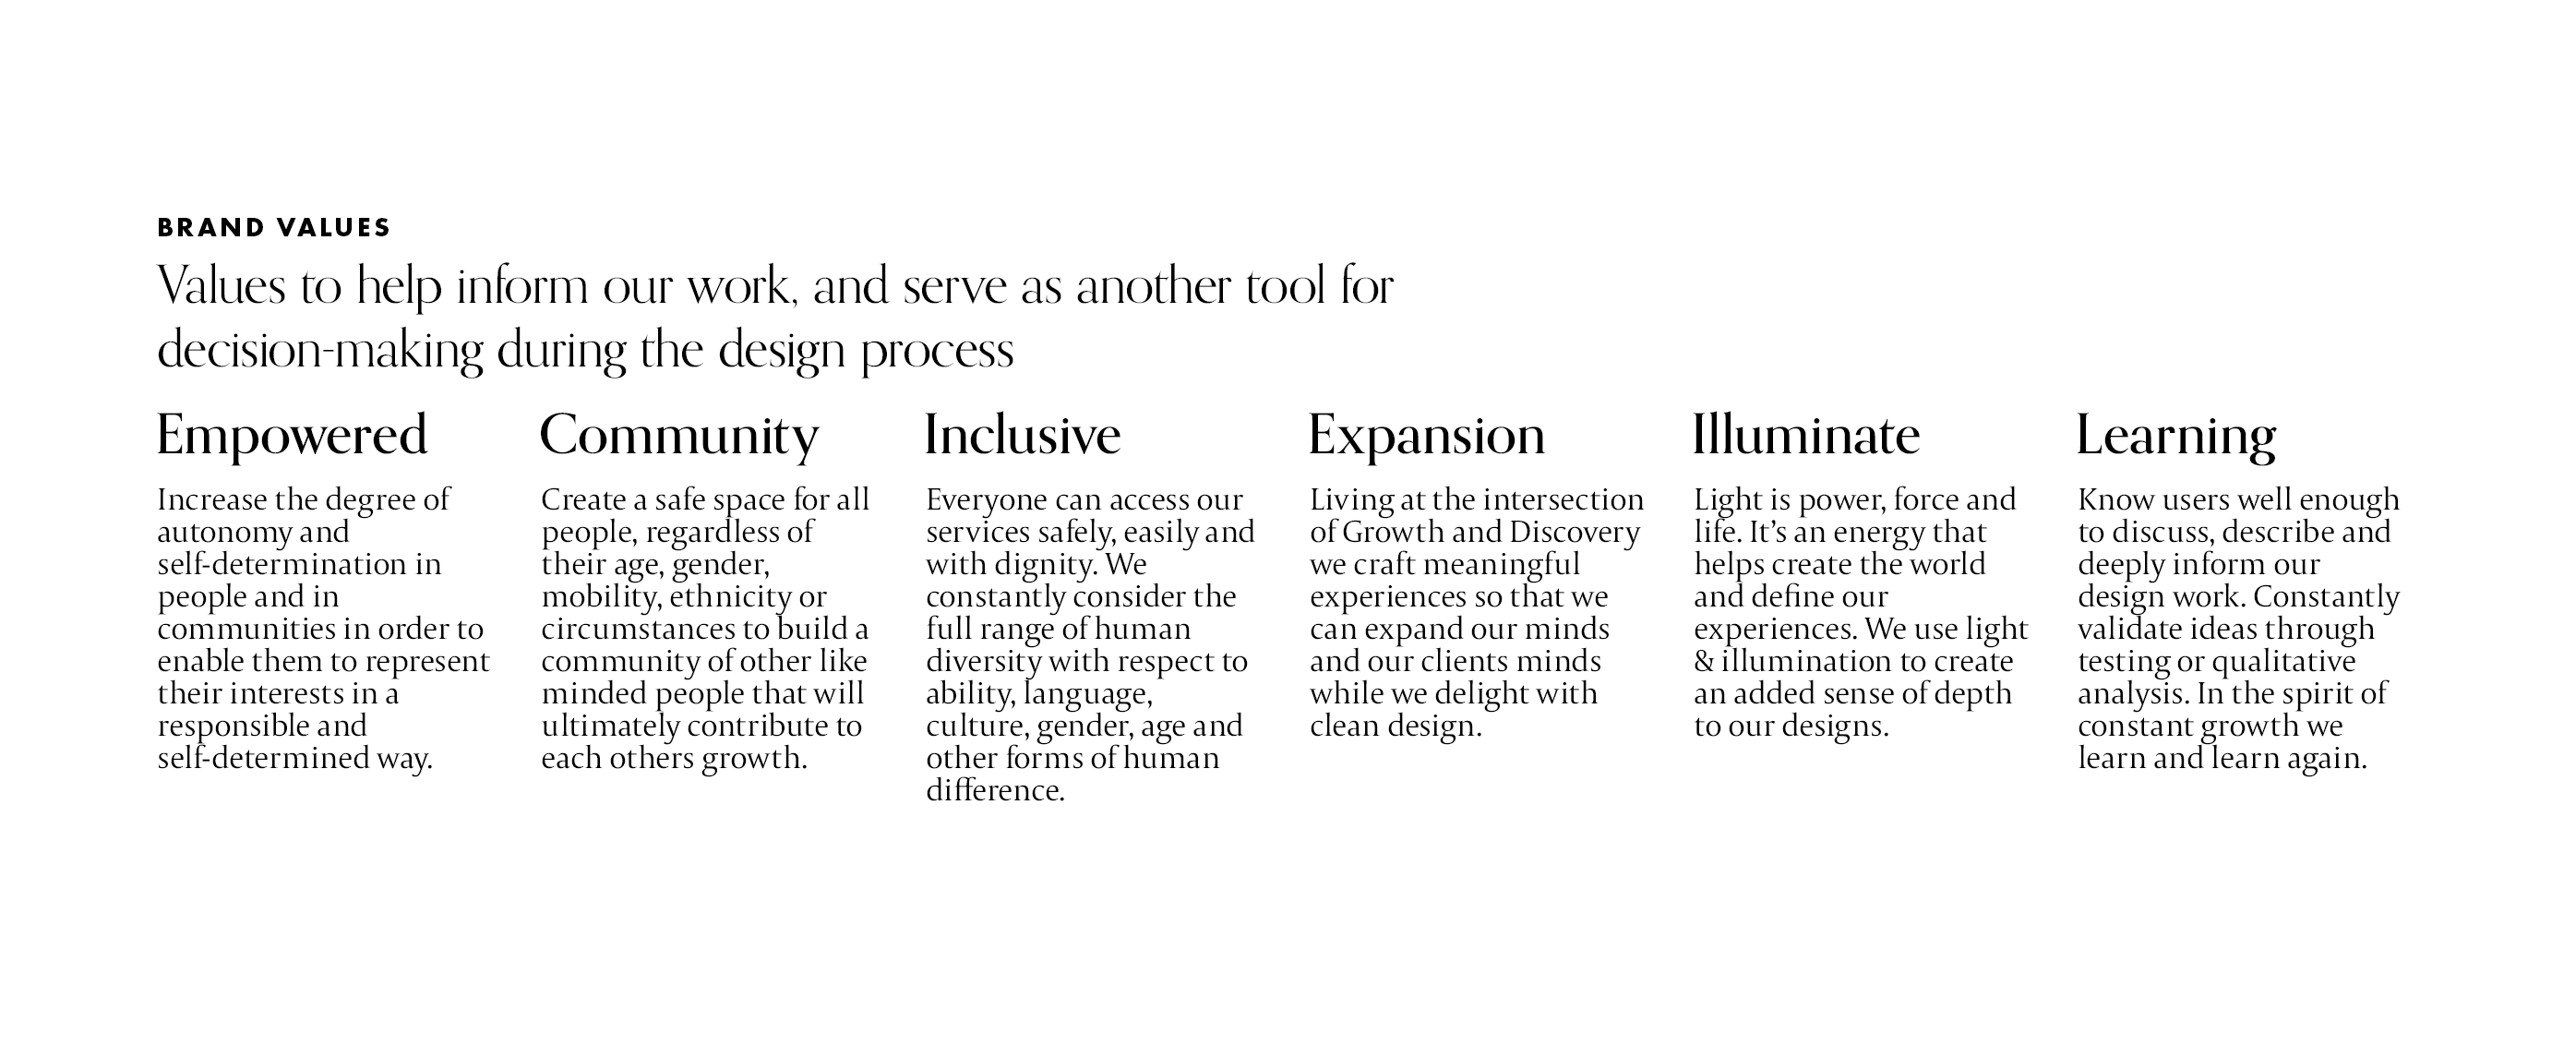 BRAND VALUES
Values to help inform our work, and serve as another tool for
decision-making during the design process
Empowered
Increase the degree of
autonomy and
self-determination in
people and in
communities in order to
enable them to represent
their interests in a
responsible and
self-determined way.
Community
Create a safe space for all
people, regardless of
their age, gender,
mobility, ethnicity or
circumstances to build a
community of other like
minded people that will
ultimately contribute to
each others growth.
Inclusive
Everyone can access our
services safely, easily and
with dignity. We
constantly consider the
full range of human
diversity with respect to
ability, language,
culture, gender, age and
other forms of human
difference.
Expansion
Living at the intersection
of Growth and Discovery
we craft meaningful
experiences so that we
can expand our minds
and our clients minds
while we delight with
clean design.
Illuminate
Light is power, force and
life. It’s an energy that
helps create the world
and define our
experiences. We use light
& illumination to create
an added sense of depth
to our designs.
Learning
Know users well enough
to discuss, describe and
deeply inform our
design work. Constantly
validate ideas through
testing or qualitative
analysis. In the spirit of
constant growth we
learn and learn again.